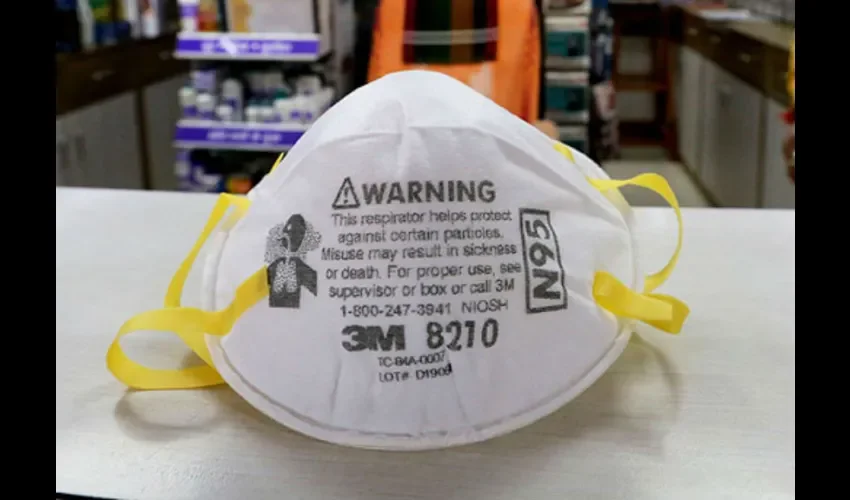 WARNING
This respirator helps protect
against certain particles.
Misuse may result in sickness
or death. For proper use, see
supervisor or box or call 3M
1-800-247-3941 NIOSH
N95
3M 8210
TC-84A-0007
LOT# D1909